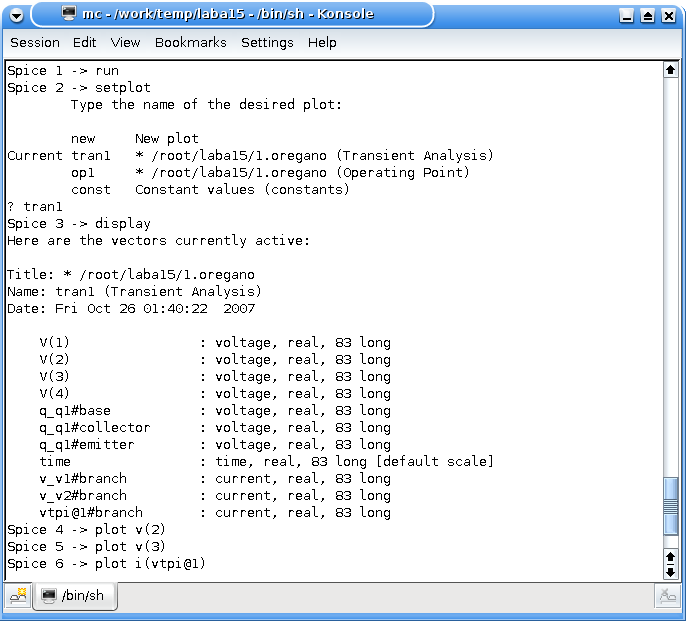 mc - /work/temp/laba15 - /bin/sh - Konsole
Session Edit View Bookmarks Settings Help
Spice 1 -> run
Spice 2 -> setplot
        Type the name of the desired plot:

        new     New plot
Current tran1   * /root/laba15/1.oregano (Transient Analysis)
        op1     * /root/laba15/1.oregano (Operating Point)
        const   Constant values (constants)
? tran1
Spice 3 -> display
Here are the vectors currently active:

Title: * /root/laba15/1.oregano
Name: tran1 (Transient Analysis)
Date: Fri Oct 26 01:40:22  2007

    V(1)                : voltage, real, 83 long
    V(2)                : voltage, real, 83 long
    V(3)                : voltage, real, 83 long
    V(4)                : voltage, real, 83 long
    q_q1#base           : voltage, real, 83 long
    q_q1#collector      : voltage, real, 83 long
    q_q1#emitter        : voltage, real, 83 long
    time                : time, real, 83 long [default scale]
    v_v1#branch         : current, real, 83 long
    v_v2#branch         : current, real, 83 long
    vtpi@1#branch       : current, real, 83 long
Spice 4 -> plot v(2)
Spice 5 -> plot v(3)
Spice 6 -> plot i(vtpi@1)
/bin/sh